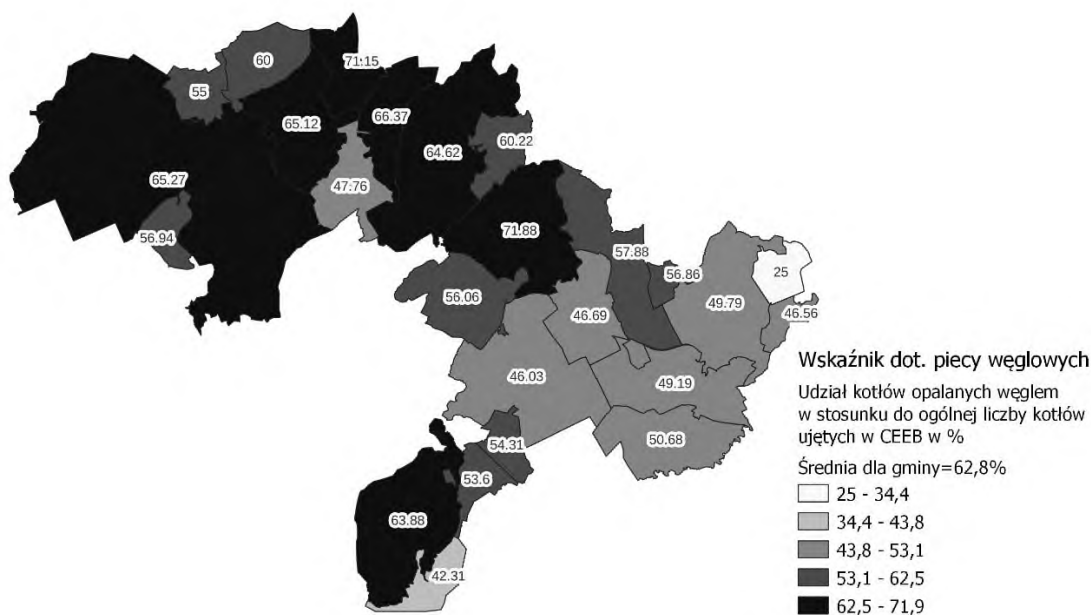 60
71.15
55
66.37
65.12
60.22
64.62
65.27
47.76
56.94
71.88
57.88
56.86
25
49.79
56.06
46.69
46.56
46.03
49.19
50.68
54.31
53.6
63.88
42.31
Wskaźnik dot. piecy węglowych
Udział kotłów opalanych węglem
w stosunku do ogólnej liczby kotłów
ujętych w CEEB w %
Średnia dla gminy=62,8%
25 - 34,4
34,4 - 43,8
43,8 - 53,1
53,1 - 62,5
62,5 - 71,9